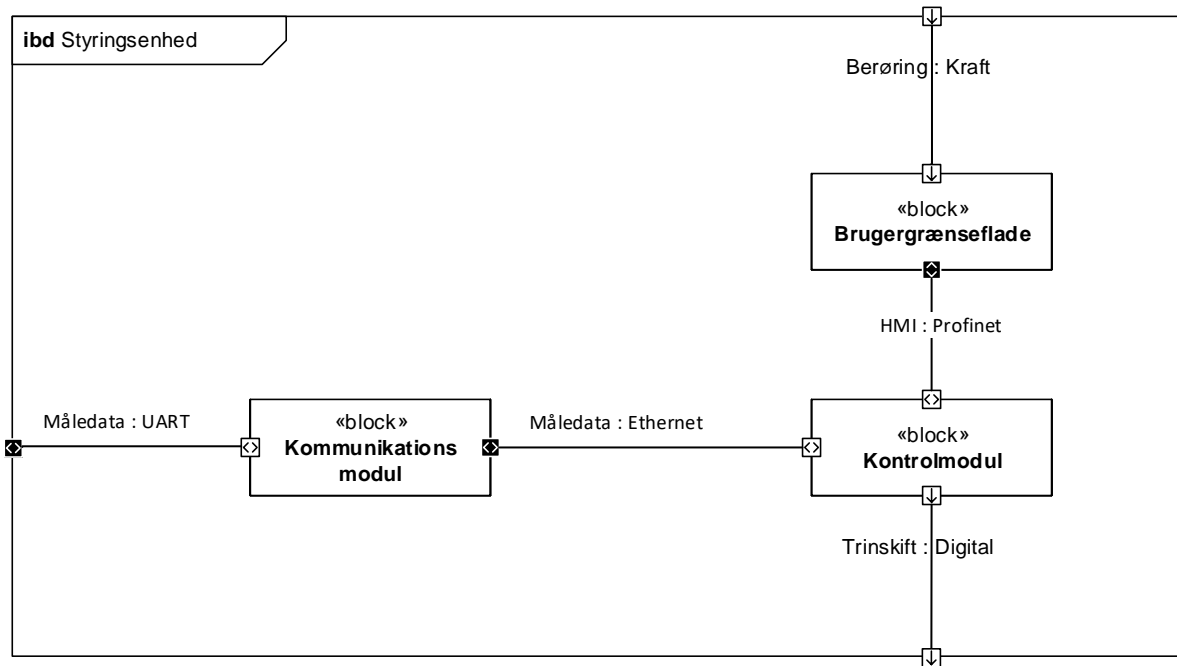 ibd Styringsenhed
Berøring : Kraft
«block»
Brugergrænseflade
HMI : Profinet
Måledata : UART
«block»
Kommunikations
modul
Måledata : Ethernet
«block»
Kontrolmodul
Trinskift : Digital